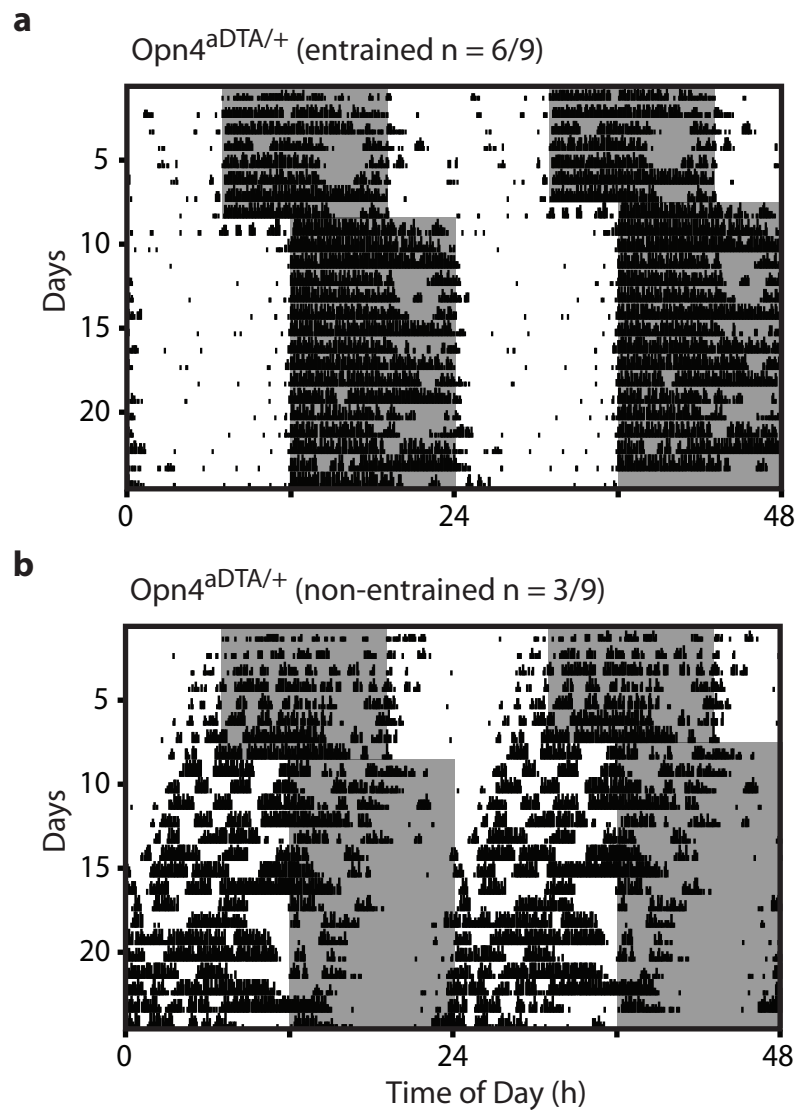 a
Opn4aDTA/+ (entrained n = 6/9)
5
10
15
20
Days
0
24
48
b
Opn4aDTA/+ (non-entrained n = 3/9)
5
10
15
20
Days
0
24
48
Time of Day (h)